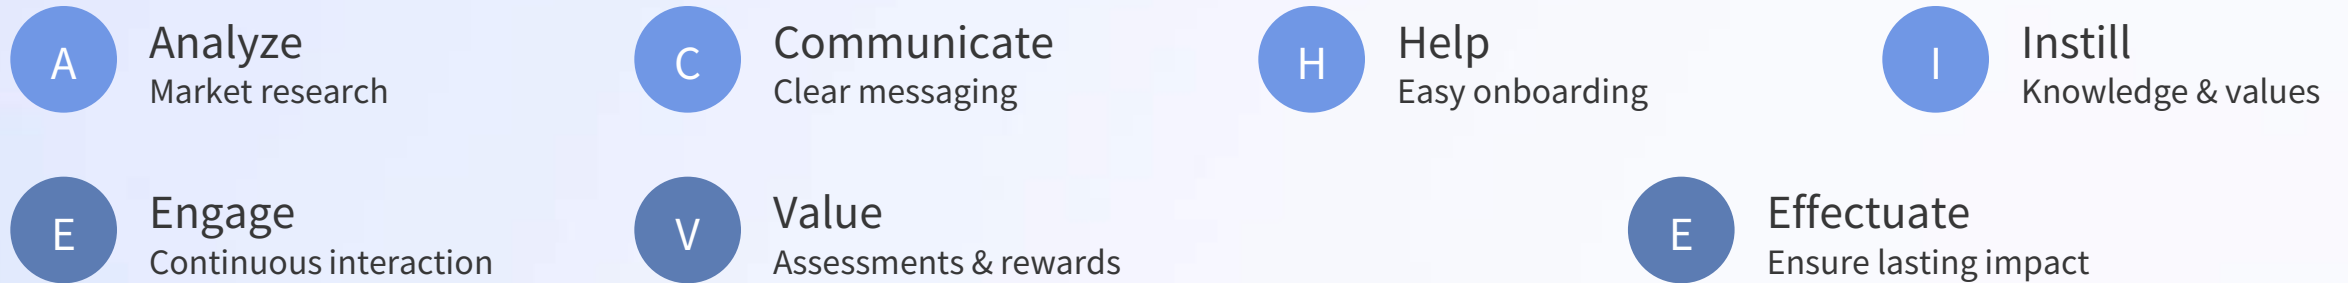 A
Analyze
Market research
C
Communicate
Clear messaging
H
Help
Easy onboarding
I
Instill
Knowledge & values
E
Engage
Continuous interaction
V
Value
Assessments & rewards
E
Effectuate
Ensure lasting impact